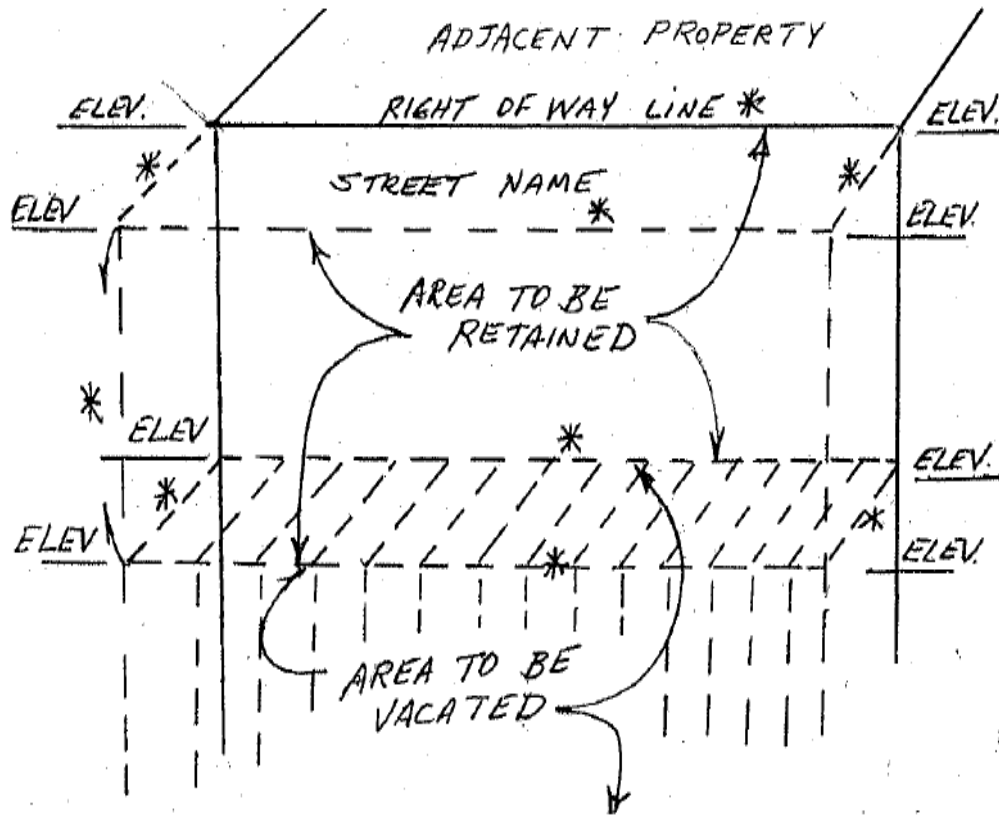 ADJACENT PROPERTY
ELEV.
RIGHT OF WAY LINE *
ELEV.
*
*
STREET NAME
*
ELEV
ELEV.
AREA TO BE
RETAINED
*
ELEV
*
ELEV.
*
*
ELEV
*
ELEV.
AREA TO BE
VACATED